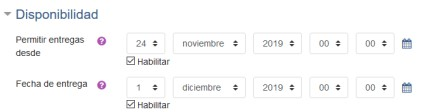 Disponibilidad
Permitir entregas desde 24 noviembre 2019 00 00
Habilitar
Fecha de entrega 1 diciembre 2019 00 00
Habilitar